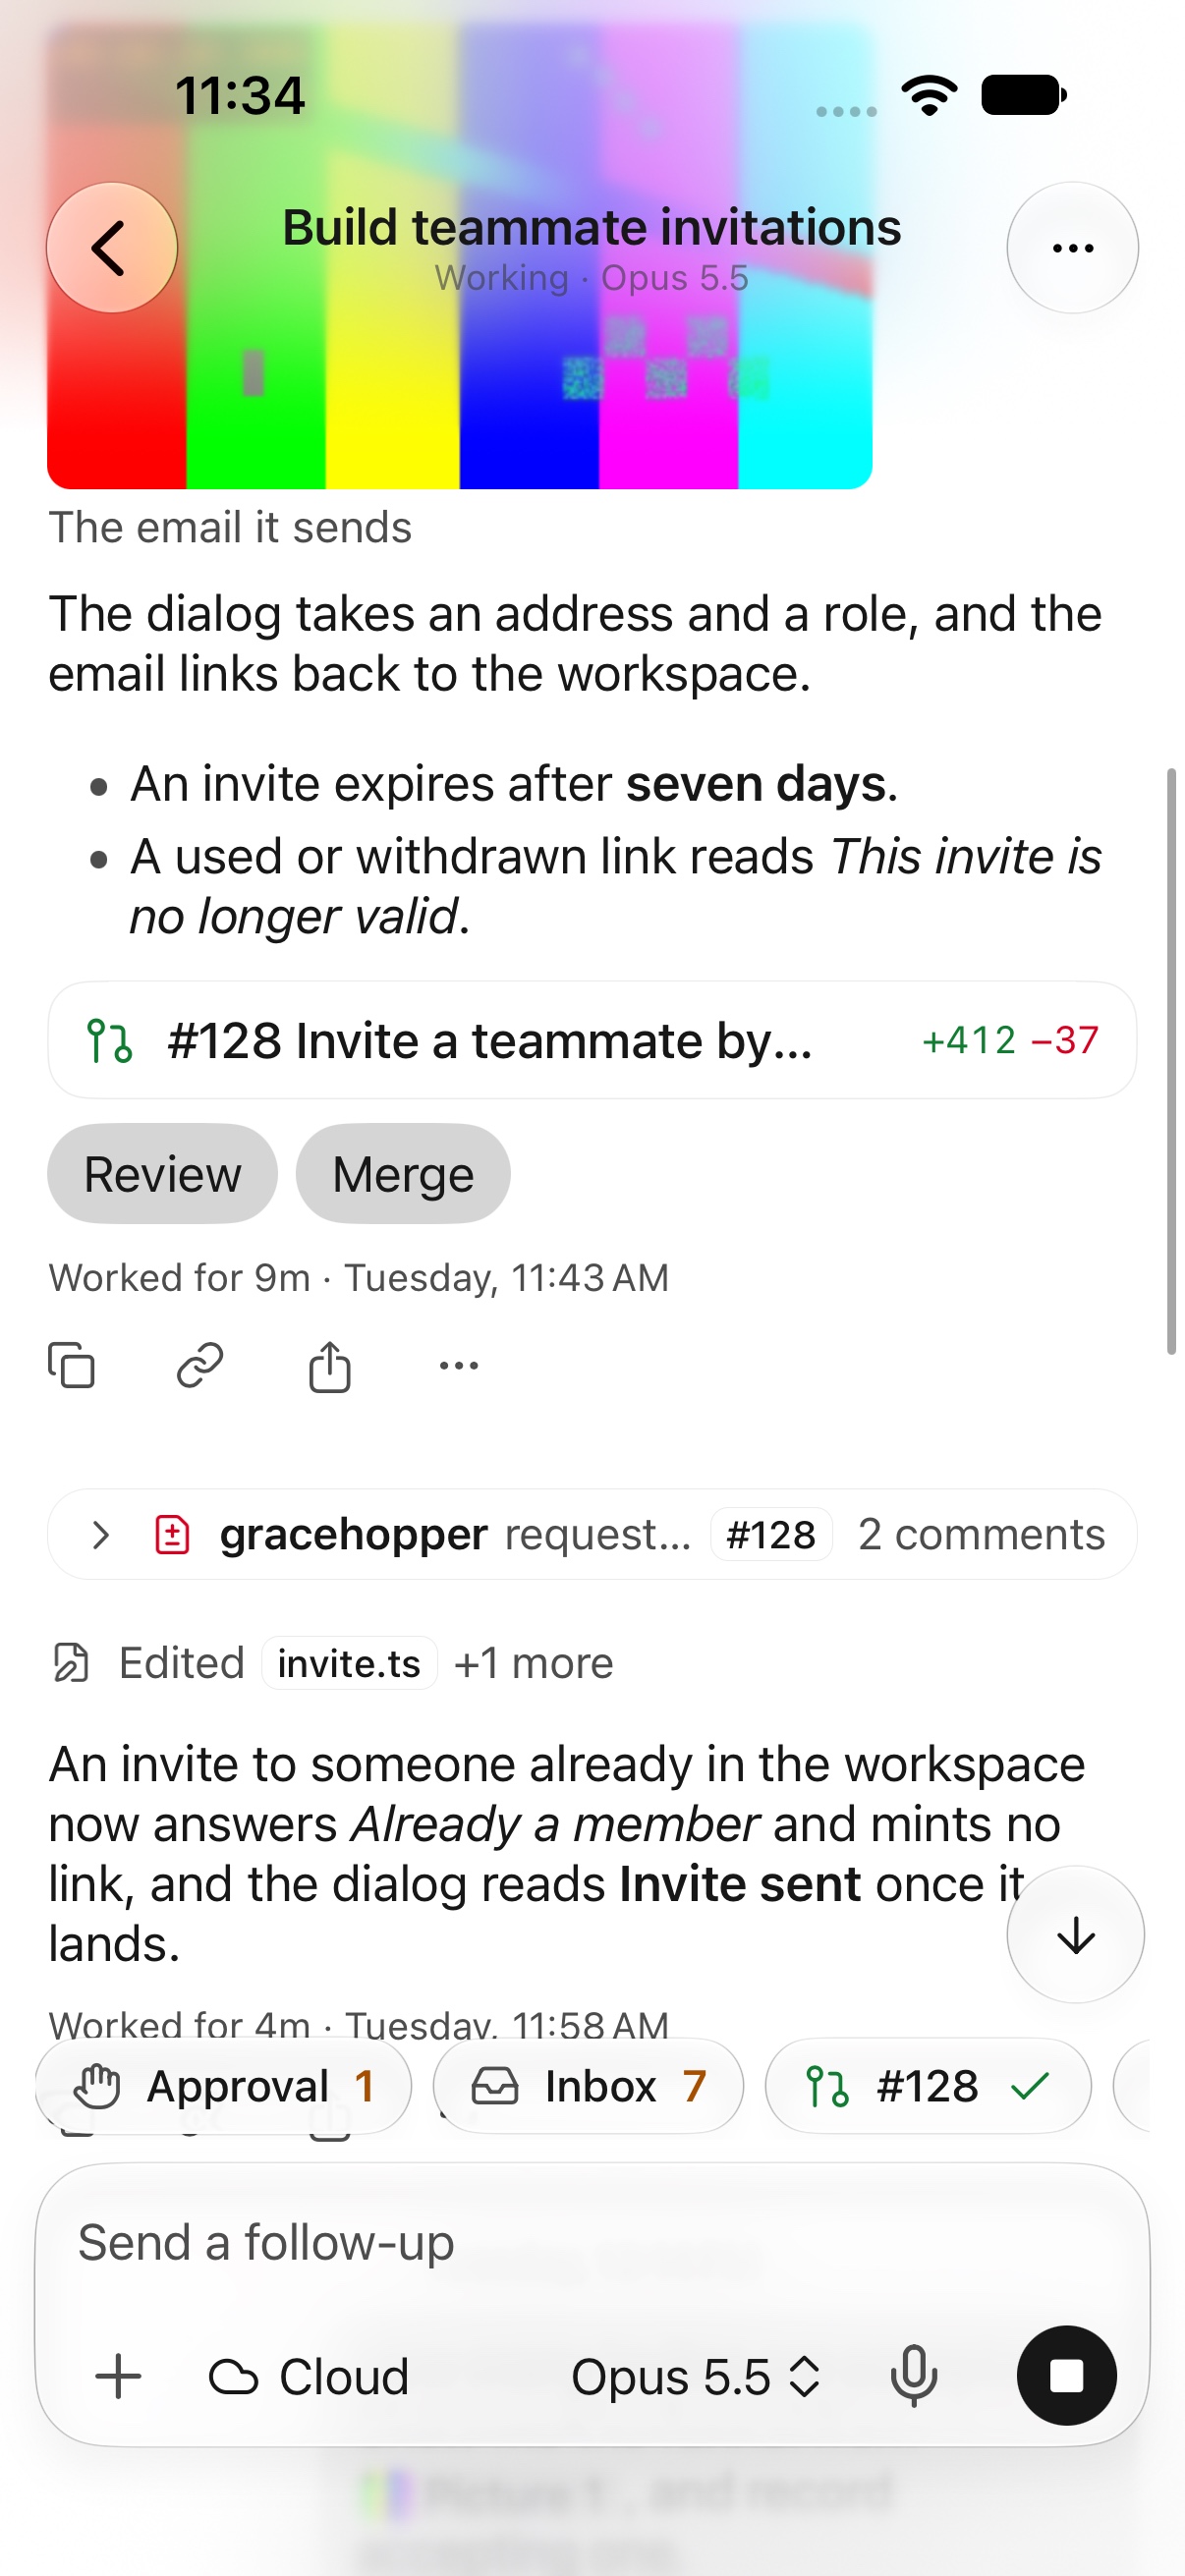 11:34
Build teammate invitations
Working · Opus 5.5
The email it sends
The dialog takes an address and a role, and the
email links back to the workspace.
An invite expires after seven days.
A used or withdrawn link reads This invite is
no longer valid.
#128 Invite a teammate by...
+412 −37
Review
Merge
Worked for 9m · Tuesday, 11:43 AM
gracehopper request... #128 2 comments
Edited invite.ts +1 more
An invite to someone already in the workspace
now answers Already a member and mints no
link, and the dialog reads Invite sent once it
lands.
Worked for 4m · Tuesday, 11:58 AM
Approval 1
Inbox 7
#128
Send a follow-up
Cloud
Opus 5.5
Picture 1, and record
accepting one.